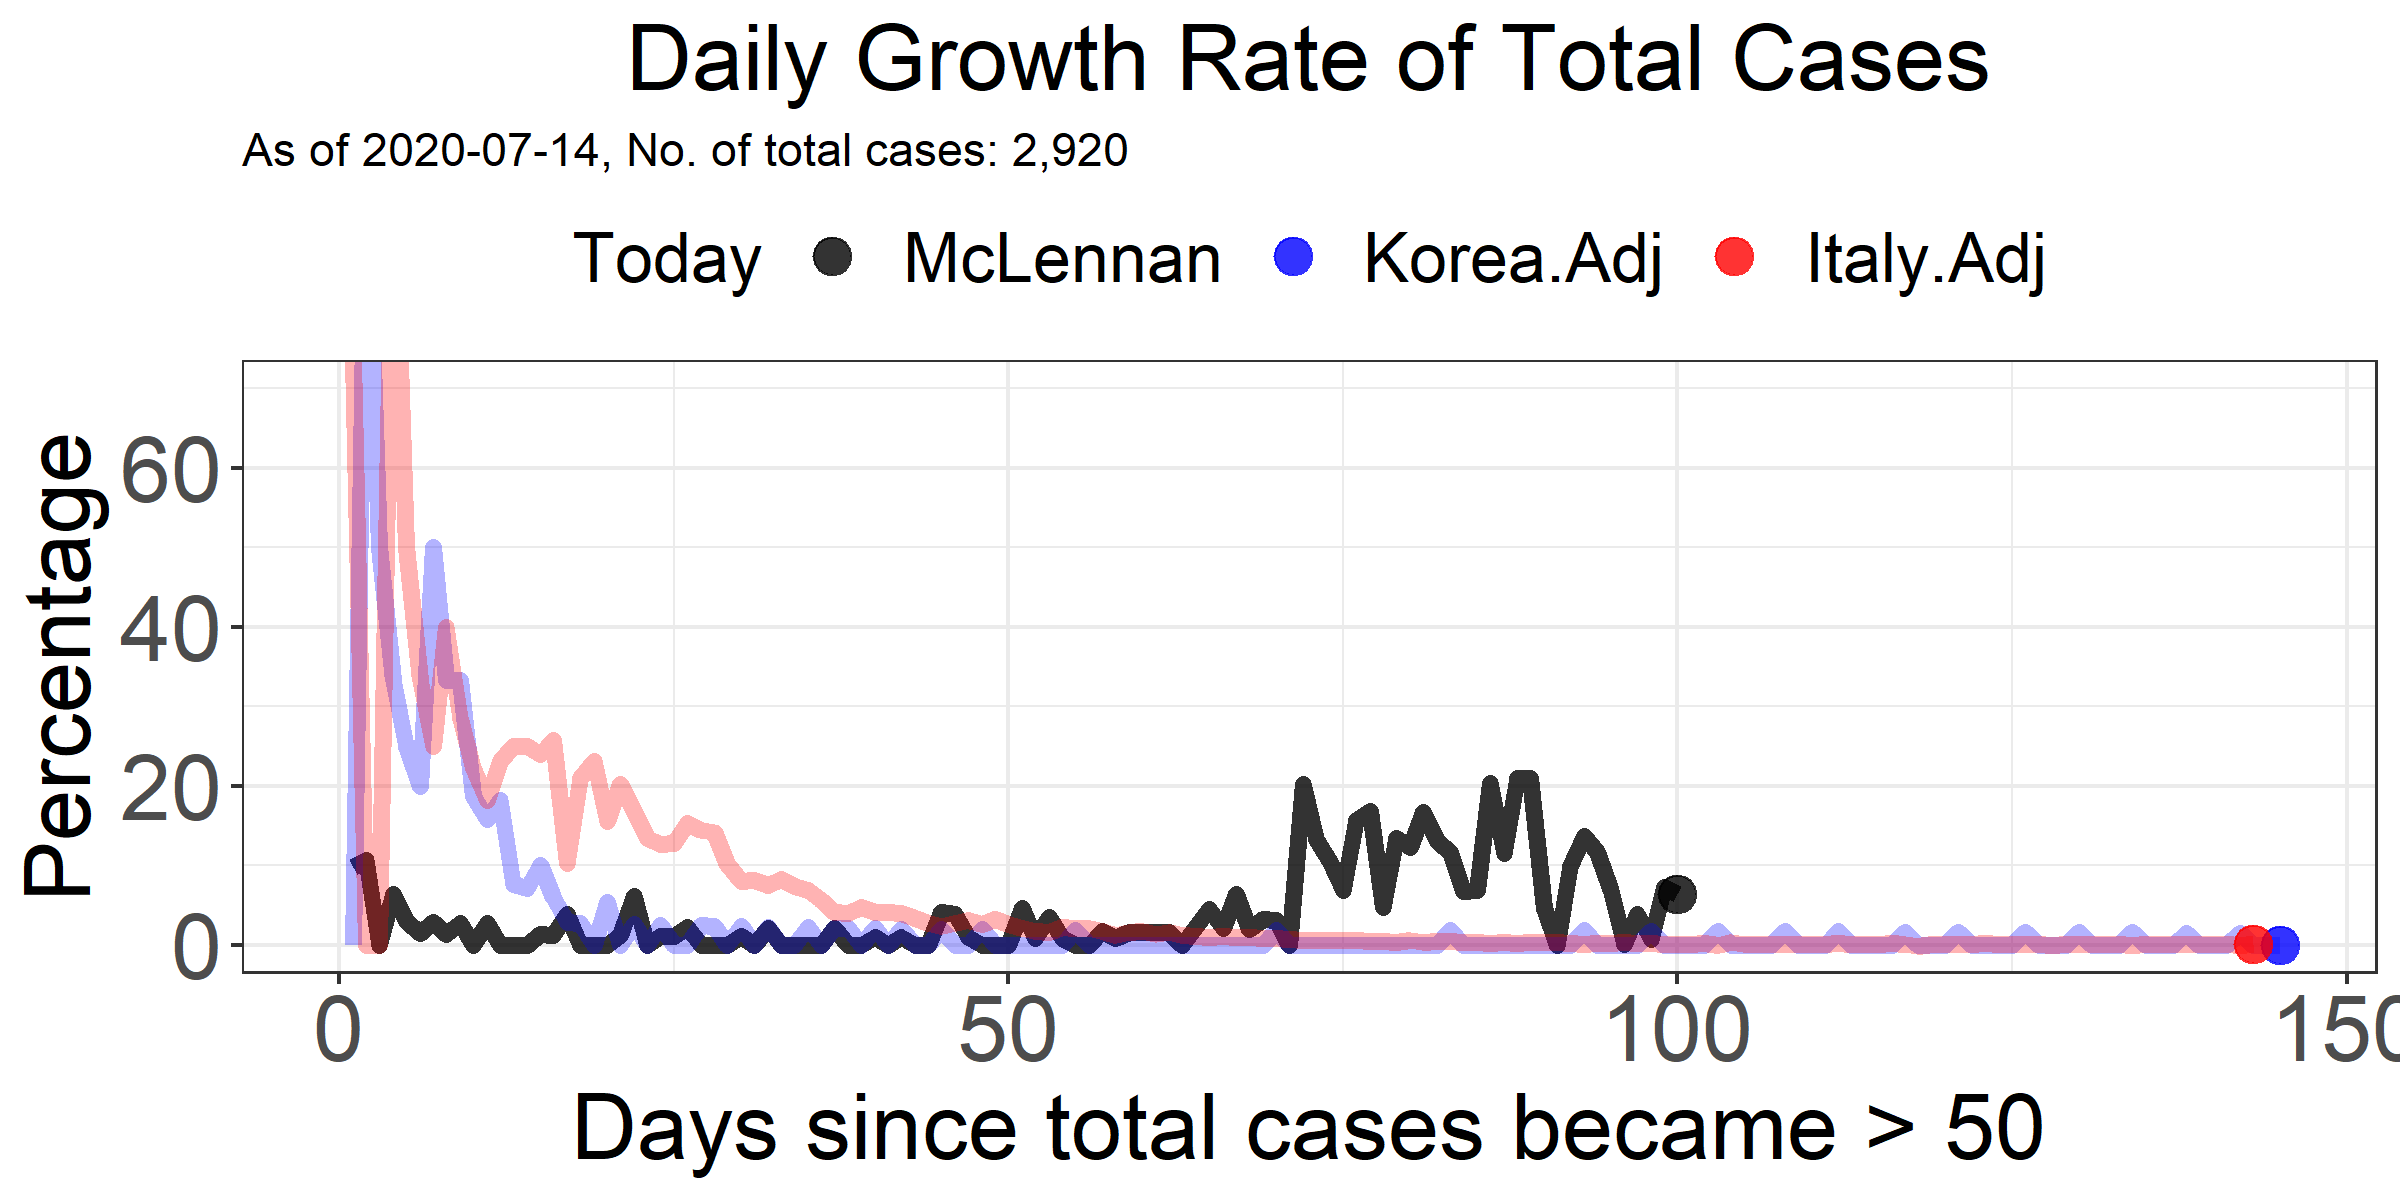 Daily Growth Rate of Total Cases
As of 2020-07-14, No. of total cases: 2,920
Today McLennan Korea.Adj Italy.Adj
Percentage
60
40
20
0
0 50 100 150
Days since total cases became > 50